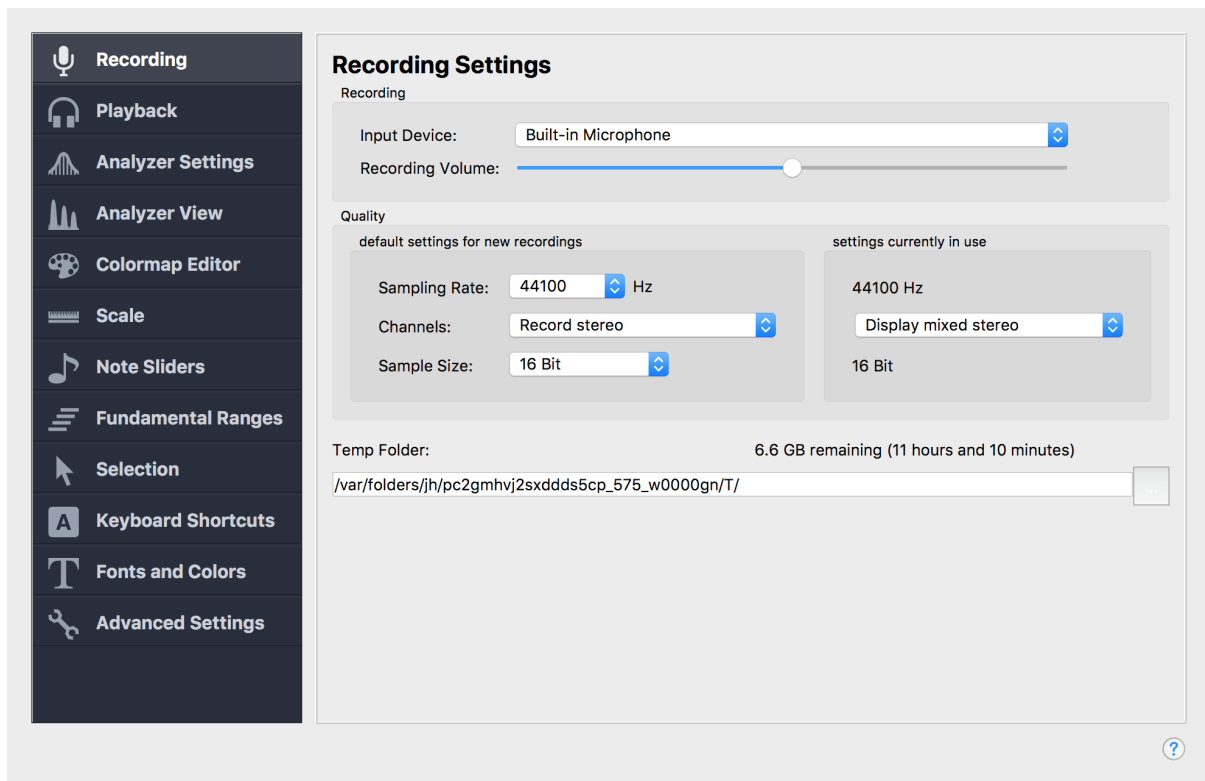 Recording
Playback
Analyzer Settings
Analyzer View
Colormap Editor
Scale
Note Sliders
Fundamental Ranges
Selection
A
Keyboard Shortcuts
T
Fonts and Colors
Advanced Settings
Recording Settings
Recording
Input Device: Built-in Microphone
Recording Volume:
Quality
default settings for new recordings
Sampling Rate: 44100 Hz
Channels: Record stereo
Sample Size: 16 Bit
settings currently in use
44100 Hz
Display mixed stereo
16 Bit
Temp Folder: 6.6 GB remaining (11 hours and 10 minutes)
/var/folders/jh/pc2gmhvj2sxddds5cp_575_w0000gn/T/
...
?